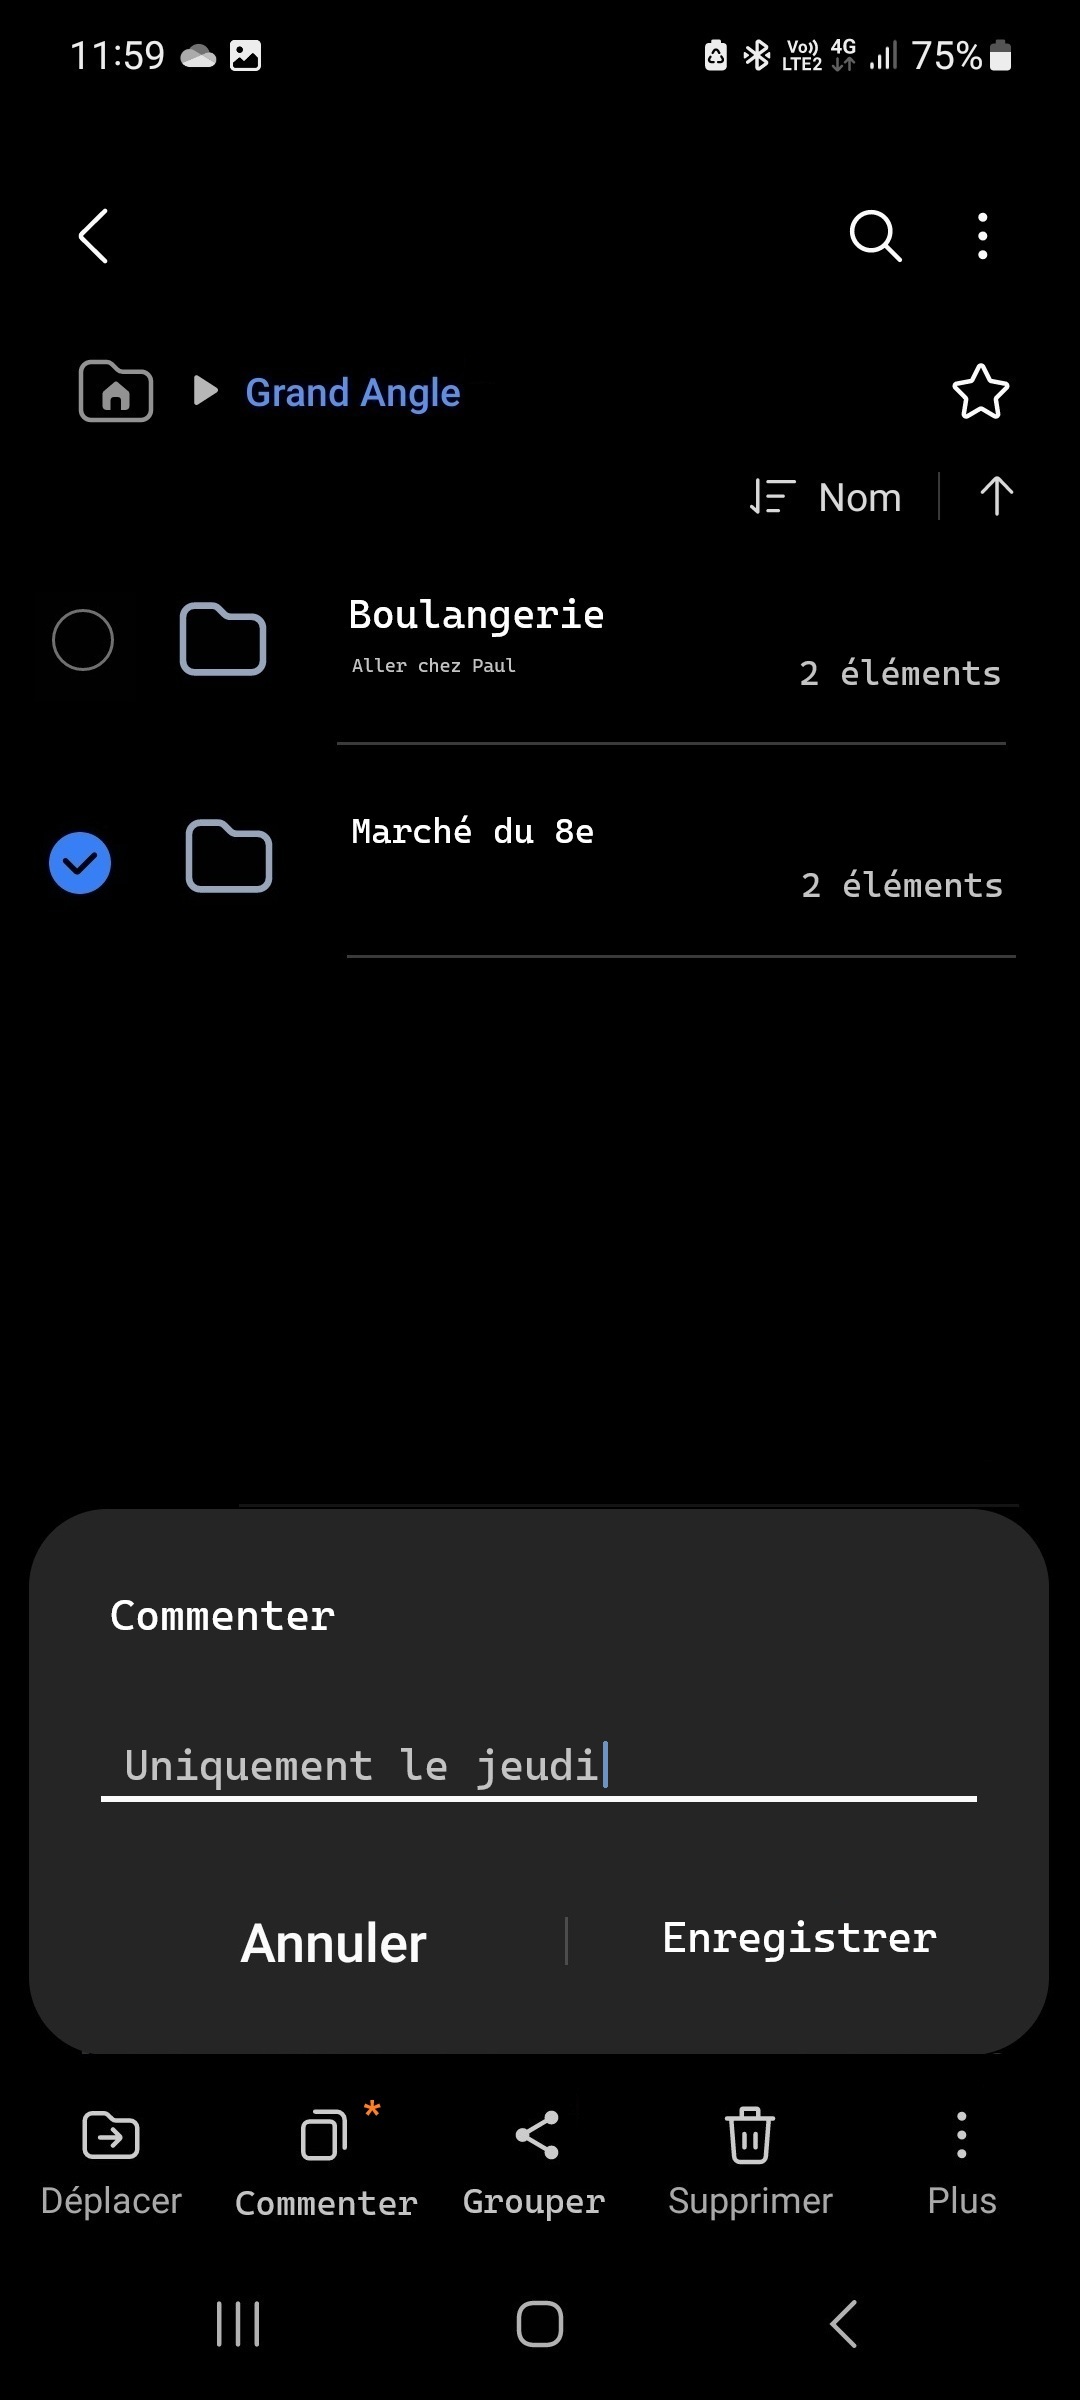 11:59 Vo)) LTE2 4G 75%
Grand Angle
Nom
Boulangerie
Aller chez Paul
2 éléments
Marché du 8e
2 éléments
Commenter
Uniquement le jeudi
Annuler Enregistrer
*
Déplacer Commenter Grouper Supprimer Plus